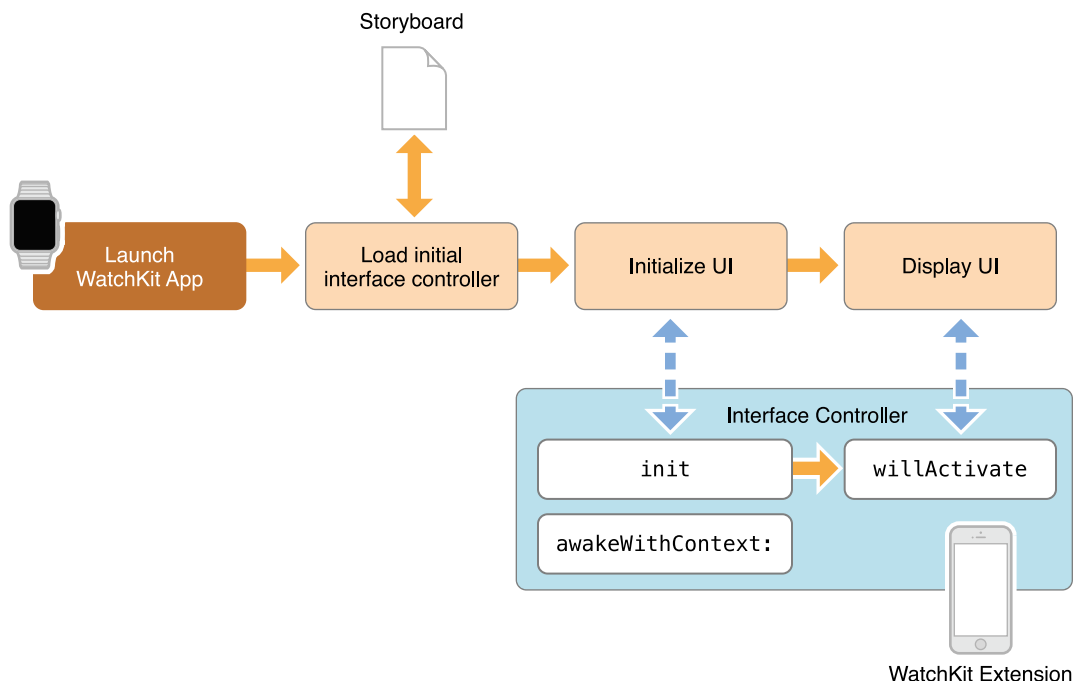 Storyboard
Launch
WatchKit App
Load initial
interface controller
Initialize UI
Display UI
Interface Controller
init
willActivate
awakeWithContext:
WatchKit Extension